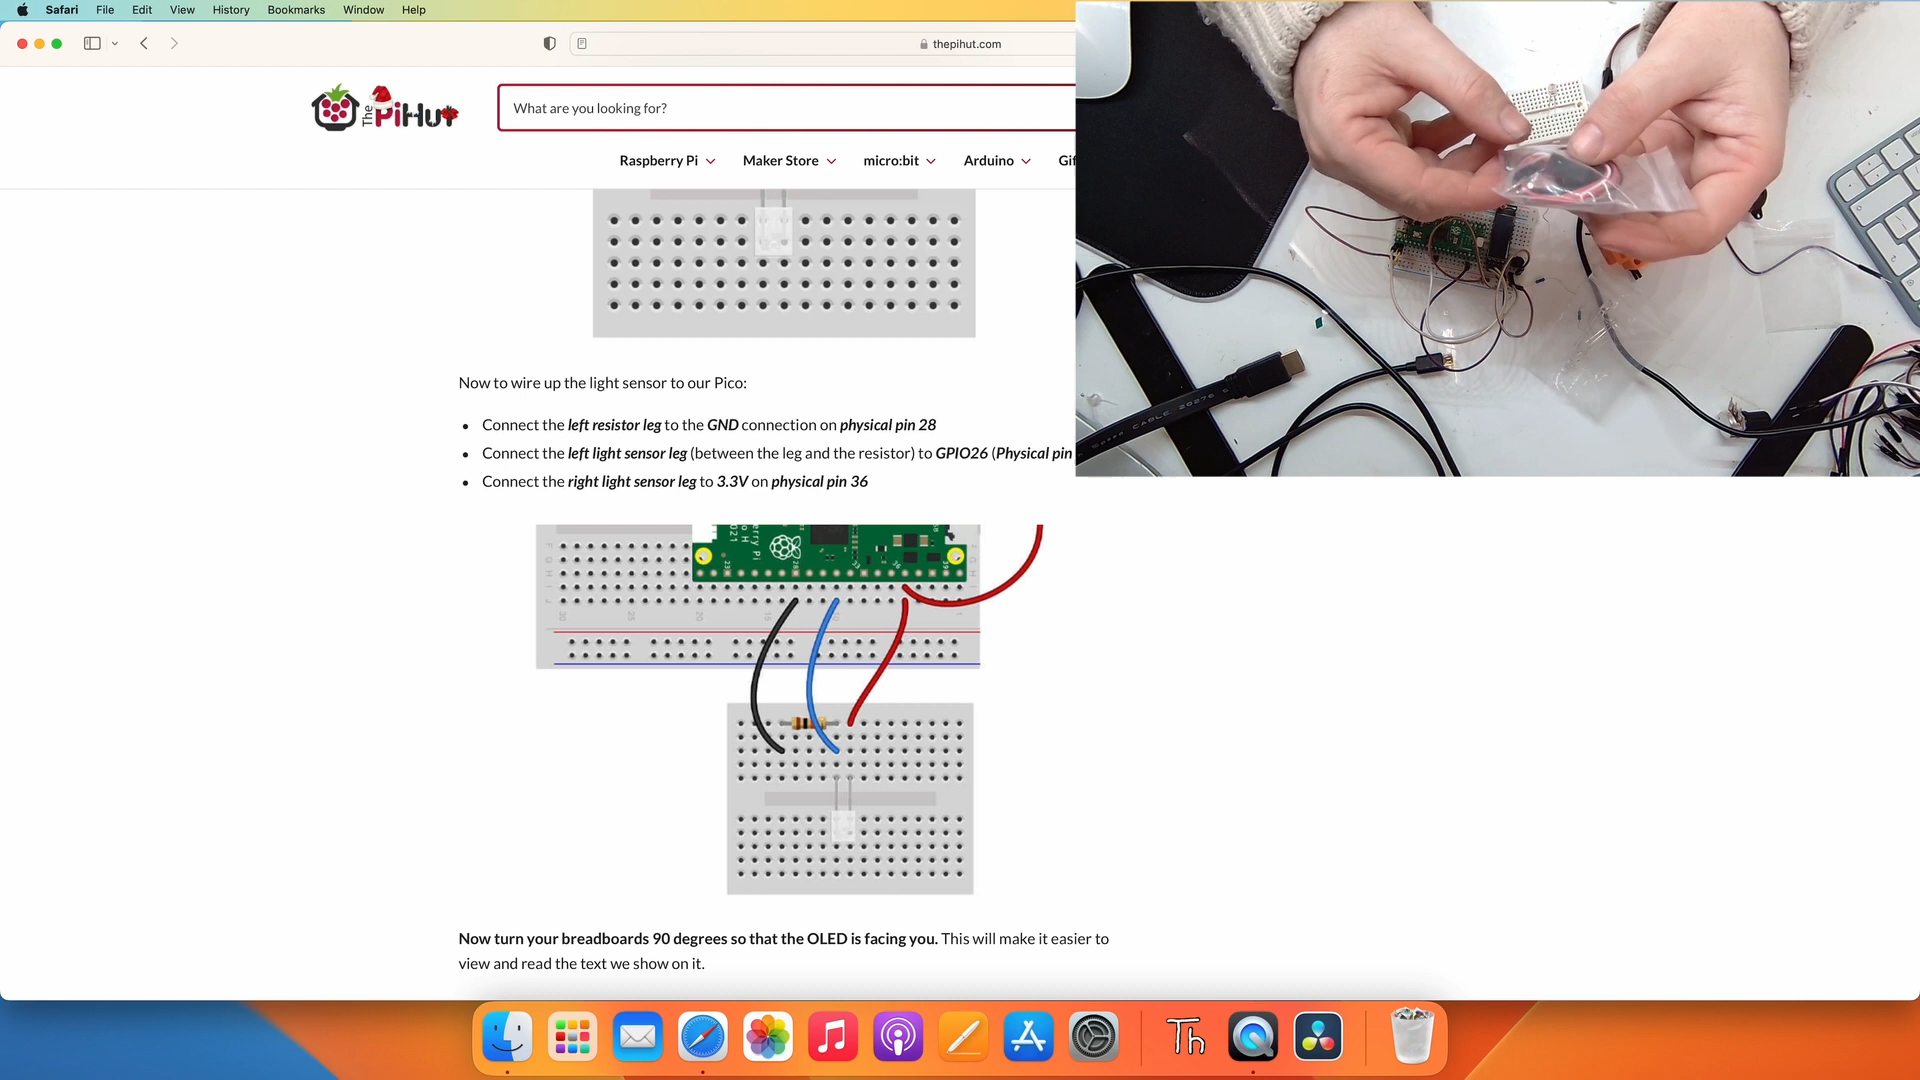 Safari File Edit View History Bookmarks Window Help
thepihut.com
The PiHut
What are you looking for?
Raspberry Pi Maker Store micro:bit Arduino Gif
Now to wire up the light sensor to our Pico:
• Connect the left resistor leg to the GND connection on physical pin 28
• Connect the left light sensor leg (between the leg and the resistor) to GPIO26 (Physical pin
• Connect the right light sensor leg to 3.3V on physical pin 36
Now turn your breadboards 90 degrees so that the OLED is facing you. This will make it easier to
view and read the text we show on it.
Th